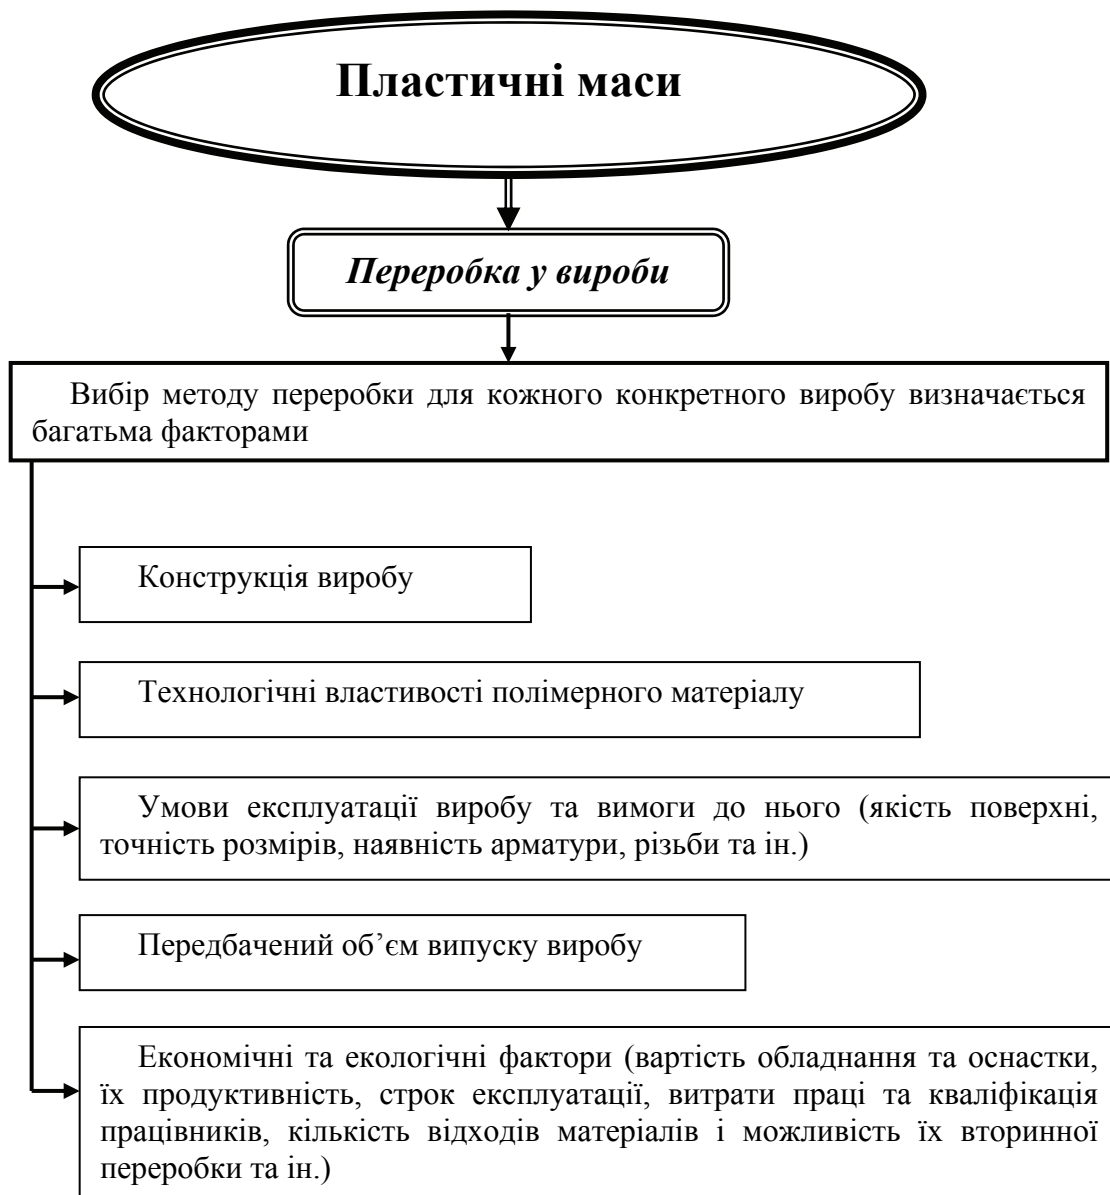 Пластичні маси
Переробка у вироби
Вибір методу переробки для кожного конкретного виробу визначається
багатьма факторами
Конструкція виробу
Технологічні властивості полімерного матеріалу
Умови експлуатації виробу та вимоги до нього (якість поверхні,
точність розмірів, наявність арматури, різьби та ін.)
Передбачений об’єм випуску виробу
Економічні та екологічні фактори (вартість обладнання та оснастки,
їх продуктивність, строк експлуатації, витрати праці та кваліфікація
працівників, кількість відходів матеріалів і можливість їх вторинної
переробки та ін.)